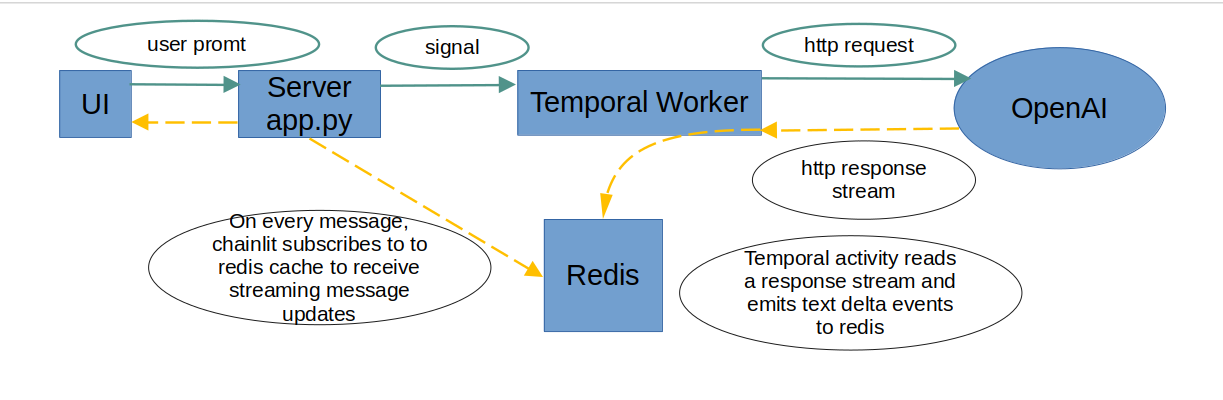 user promt
signal
http request
UI
Server
app.py
Temporal Worker
OpenAI
http response
stream
On every message,
chainlit subscribes to to
redis cache to receive
streaming message
updates
Redis
Temporal activity reads
a response stream and
emits text delta events
to redis